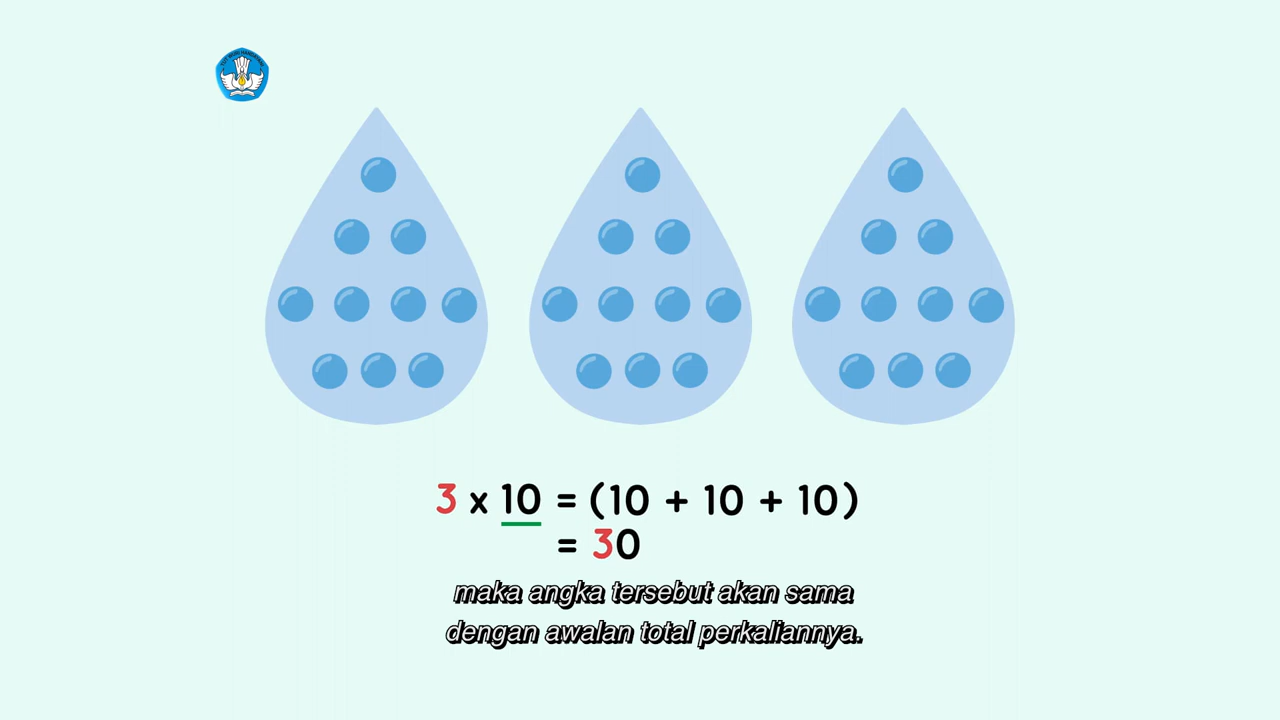 3 x 10 = (10 + 10 + 10)
= 30
maka angka tersebut akan sama
dengan awalan total perkaliannya.